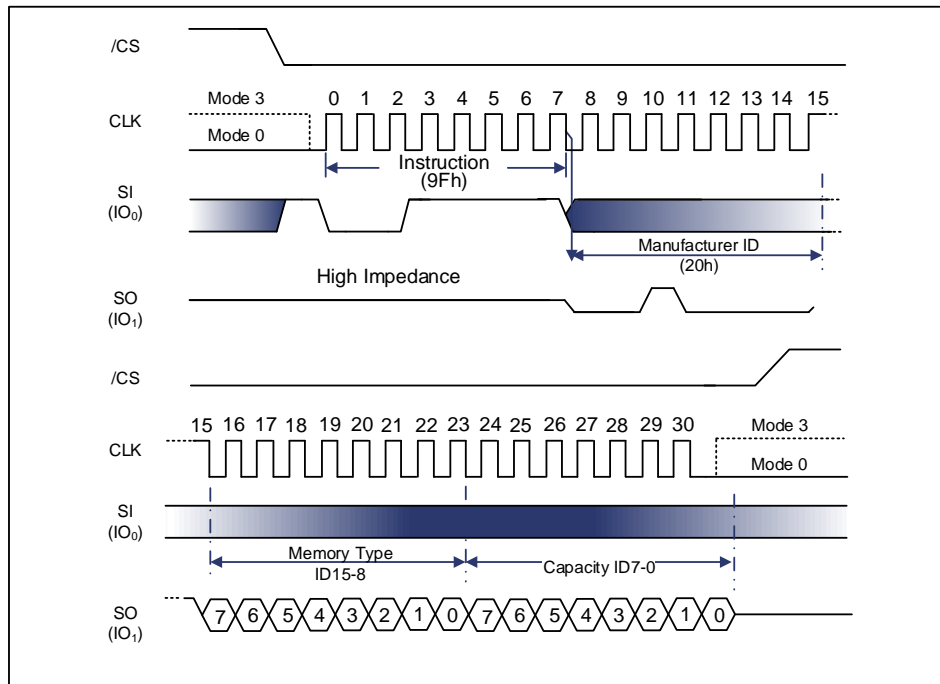 /CS
Mode 3
0 1 2 3 4 5 6 7 8 9 10 11 12 13 14 15
CLK
Mode 0
Instruction
(9Fh)
SI
(IO₀)
Manufacturer ID
(20h)
High Impedance
SO
(IO₁)
/CS
15 16 17 18 19 20 21 22 23 24 25 26 27 28 29 30
Mode 3
CLK
Mode 0
SI
(IO₀)
Memory Type
ID15-8
Capacity ID7-0
SO
(IO₁)
7 6 5 4 3 2 1 0 7 6 5 4 3 2 1 0